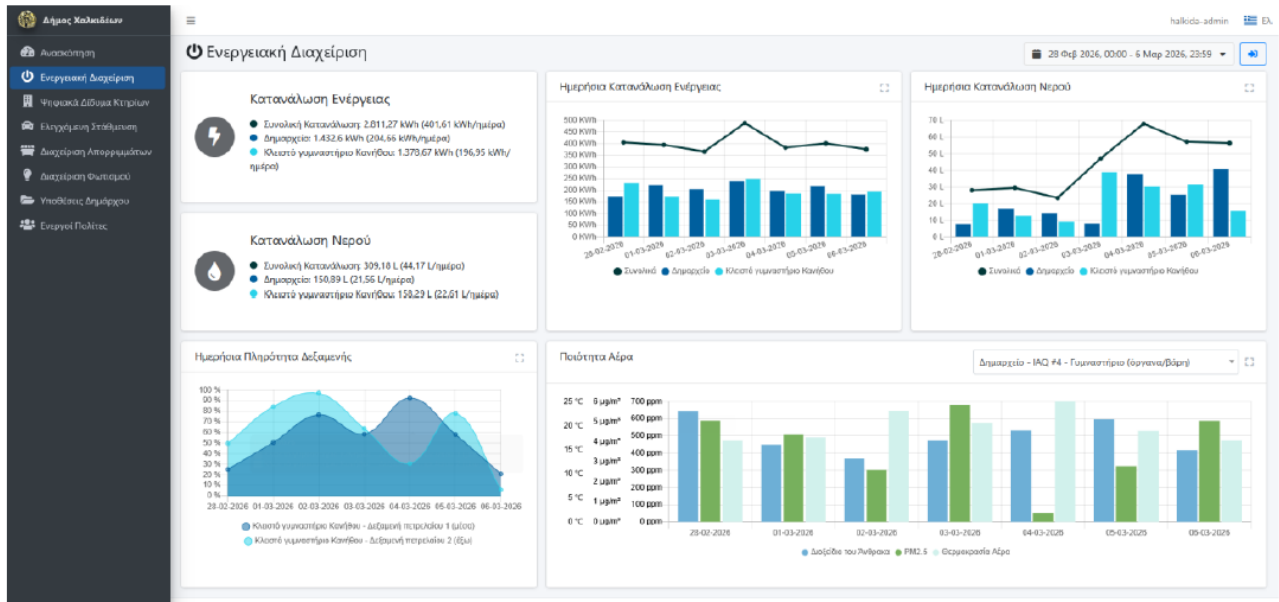 Δήμος Χαλκιδέων
halkida-admin
Ελ
Ανασκόπηση
Ενεργειακή Διαχείριση
Ψηφιακά Δίδυμα Κτηρίων
Ελεγχόμενη Στάθμευση
Διαχείριση Απορριμμάτων
Διαχείριση Φωτισμού
Υποθέσεις Δημάρχου
Ενεργοί Πολίτες
Ενεργειακή Διαχείριση
28 Φεβ 2026, 00:00 - 6 Μαρ 2026, 23:59
Κατανάλωση Ενέργειας
Συνολική Κατανάλωση: 2.811,27 kWh (401,61 kWh/ημέρα)
Δημαρχείο: 1.432,6 kWh (204,66 kWh/ημέρα)
Κλειστό γυμναστήριο Κανήθου: 1.378,67 kWh (196,95 kWh/
ημέρα)
Κατανάλωση Νερού
Συνολική Κατανάλωση: 309,18 L (44,17 L/ημέρα)
Δημαρχείο: 150,89 L (21,56 L/ημέρα)
Κλειστό γυμναστήριο Κανήθου: 158,29 L (22,61 L/ημέρα)
Ημερήσια Κατανάλωση Ενέργειας
500 KWh
450 KWh
400 KWh
350 KWh
300 KWh
250 KWh
200 KWh
150 KWh
100 KWh
50 KWh
0 KWh
28-02-2026 01-03-2026 02-03-2026 03-03-2026 04-03-2026 05-03-2026 06-03-2026
Συνολικό Δημαρχείο Κλειστό γυμναστήριο Κανήθου
Ημερήσια Κατανάλωση Νερού
70 L
60 L
50 L
40 L
30 L
20 L
10 L
0 L
28-02-2026 01-03-2026 02-03-2026 03-03-2026 04-03-2026 05-03-2026 06-03-2026
Συνολικό Δημαρχείο Κλειστό γυμναστήριο Κανήθου
Ημερήσια Πληρότητα Δεξαμενής
100 %
90 %
80 %
70 %
60 %
50 %
40 %
30 %
20 %
10 %
0 %
28-02-2026 01-03-2026 02-03-2026 03-03-2026 04-03-2026 05-03-2026 06-03-2026
Κλειστό γυμναστήριο Κανήθου - Δεξαμενή πετρελαίου 1 (μέσα)
Κλειστό γυμναστήριο Κανήθου - Δεξαμενή πετρελαίου 2 (έξω)
Ποιότητα Αέρα
Δημαρχείο - IAQ #4 - Γυμναστήριο (όργανα/βάρη)
25 °C 6 μg/m³ 700 ppm
5 μg/m³ 600 ppm
20 °C
4 μg/m³ 500 ppm
15 °C 400 ppm
3 μg/m³
10 °C 300 ppm
2 μg/m³ 200 ppm
5 °C 1 μg/m³ 100 ppm
0 °C 0 μg/m³ 0 ppm
28-02-2026 01-03-2026 02-03-2026 03-03-2026 04-03-2026 05-03-2026 06-03-2026
Διοξείδιο του Άνθρακα PM2.5 Θερμοκρασία Αέρα